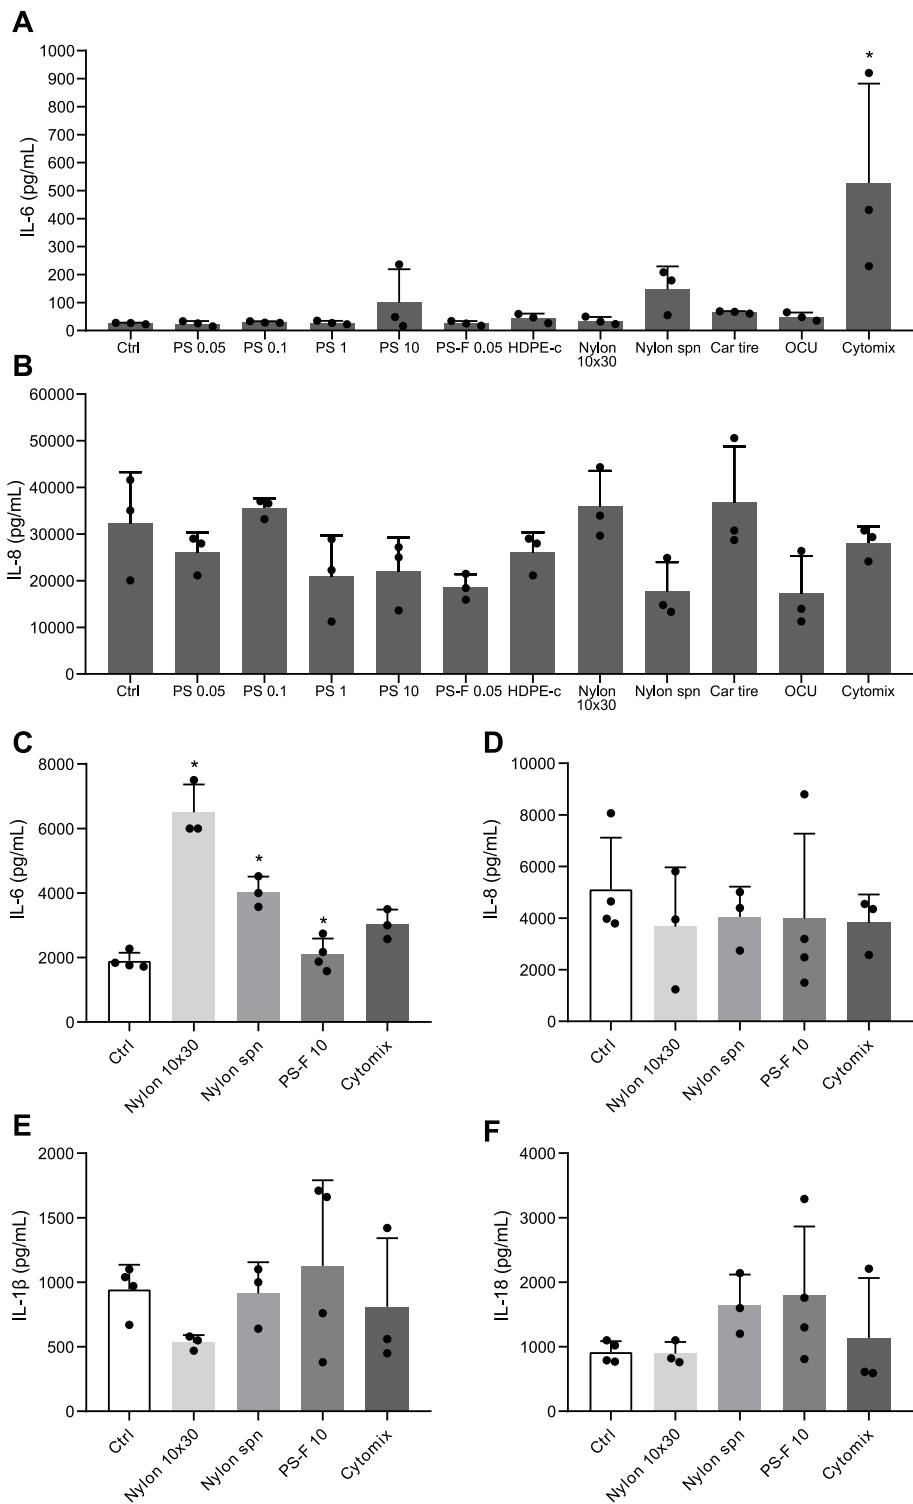 A
IL-6 (pg/mL)
1000
900
800
700
600
500
400
300
200
100
0
*
Ctrl PS 0.05 PS 0.1 PS 1 PS 10 PS-F 0.05 HDPE-c Nylon Nylon spn Car tire OCU Cytomix
10x30
B
IL-8 (pg/mL)
60000
50000
40000
30000
20000
10000
0
Ctrl PS 0.05 PS 0.1 PS 1 PS 10 PS-F 0.05 HDPE-c Nylon Nylon spn Car tire OCU Cytomix
10x30
C
IL-6 (pg/mL)
8000
6000
4000
2000
0
*
*
*
Ctrl
Nylon 10x30
Nylon spn
PS-F 10
Cytomix
D
IL-8 (pg/mL)
10000
8000
6000
4000
2000
0
Ctrl
Nylon 10x30
Nylon spn
PS-F 10
Cytomix
E
IL-1β (pg/mL)
2000
1500
1000
500
0
Ctrl
Nylon 10x30
Nylon spn
PS-F 10
Cytomix
F
IL-18 (pg/mL)
4000
3000
2000
1000
0
Ctrl
Nylon 10x30
Nylon spn
PS-F 10
Cytomix